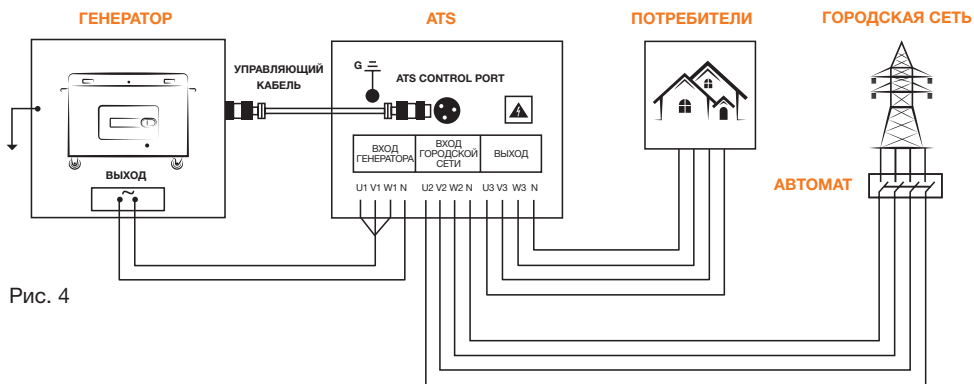 ГЕНЕРАТОР
ATS
ПОТРЕБИТЕЛИ
ГОРОДСКАЯ СЕТЬ
УПРАВЛЯЮЩИЙ
КАБЕЛЬ
G
ATS CONTROL PORT
ВХОД
ГЕНЕРАТОРА
ВХОД
ГОРОДСКОЙ
СЕТИ
ВЫХОД
ВЫХОД
~
U1 V1 W1 N
U2 V2 W2 N
U3 V3 W3 N
АВТОМАТ
Рис. 4